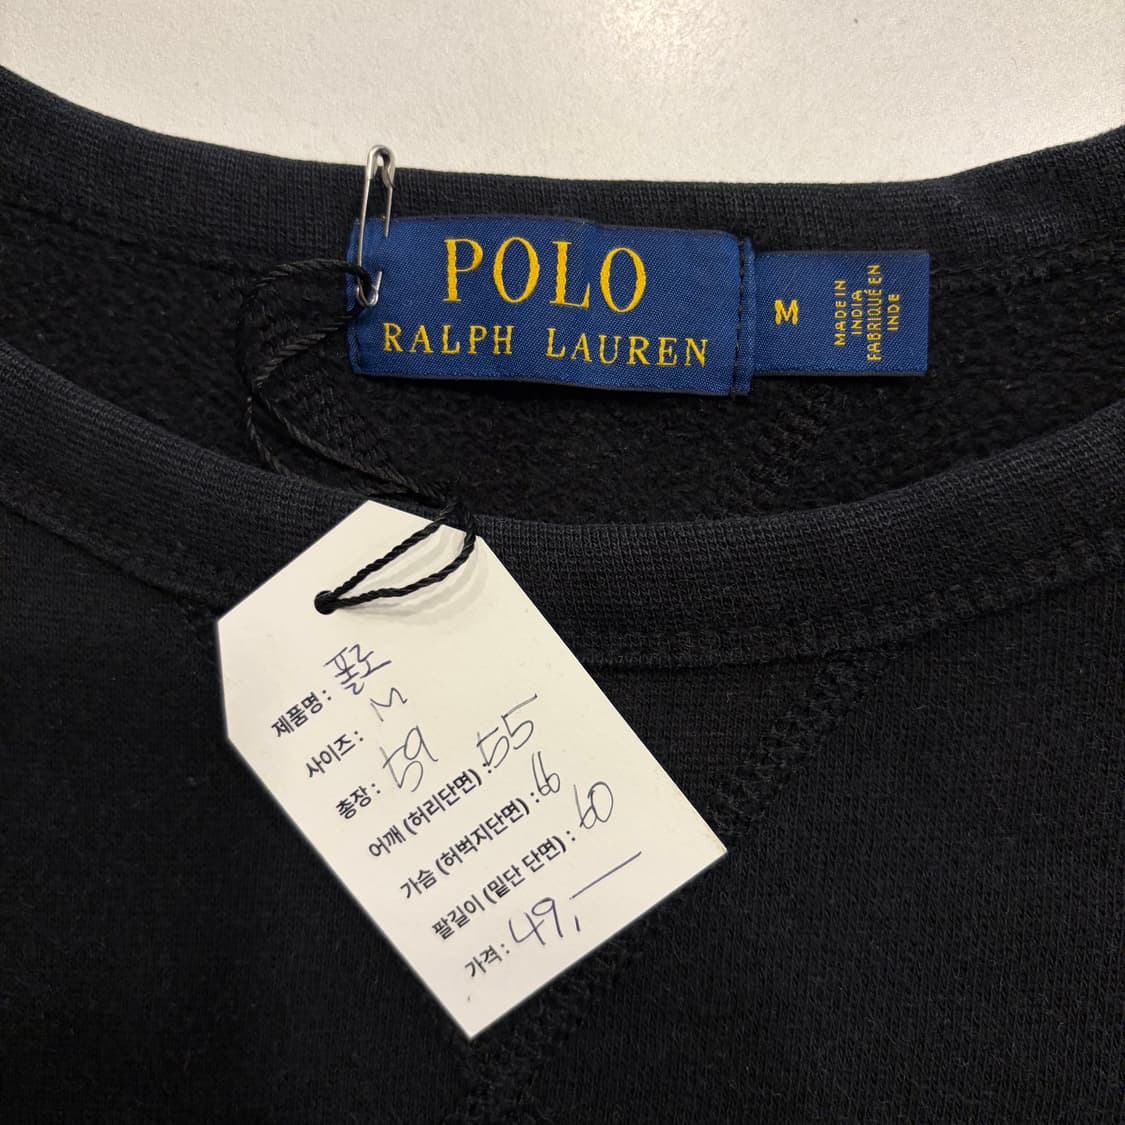 POLO
RALPH LAUREN
M
MADE IN
INDIA
FABRIQUÉ EN
INDE
제품명 : 폴로
사이즈 : M
총장 : 59
어깨 (허리단면) : 55
가슴 (허벅지단면) : 66
팔길이 (밑단 단면) : 60
가격 : 49,—